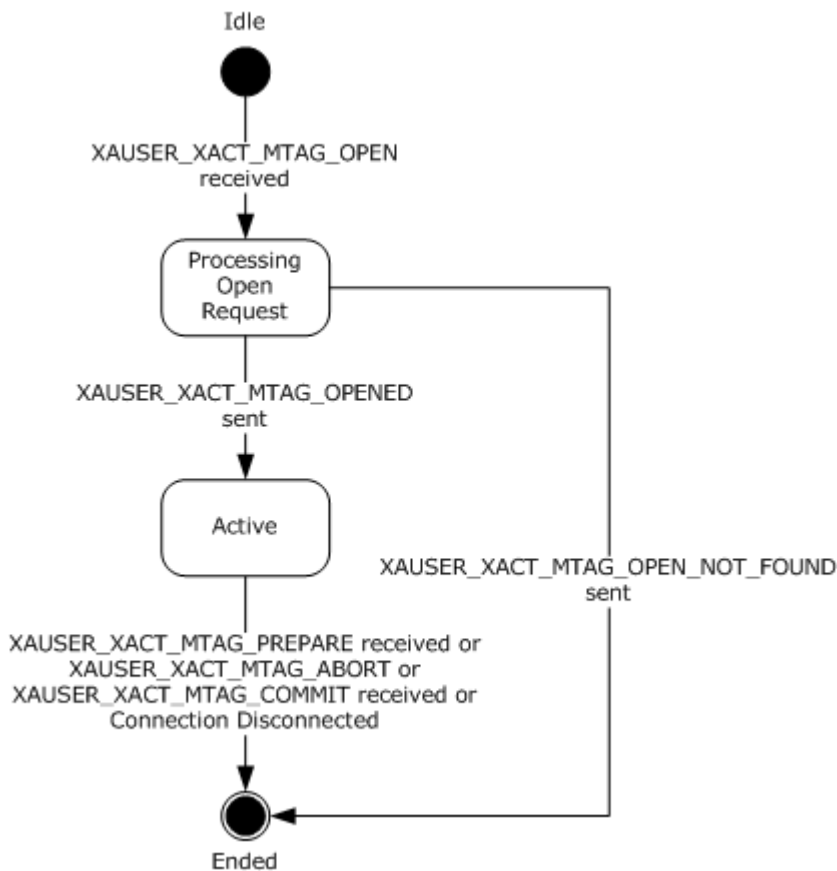 Idle
XAUSER_XACT_MTAG_OPEN
received
Processing
Open
Request
XAUSER_XACT_MTAG_OPENED
sent
Active
XAUSER_XACT_MTAG_OPEN_NOT_FOUND
sent
XAUSER_XACT_MTAG_PREPARE received or
XAUSER_XACT_MTAG_ABORT or
XAUSER_XACT_MTAG_COMMIT received or
Connection Disconnected
Ended